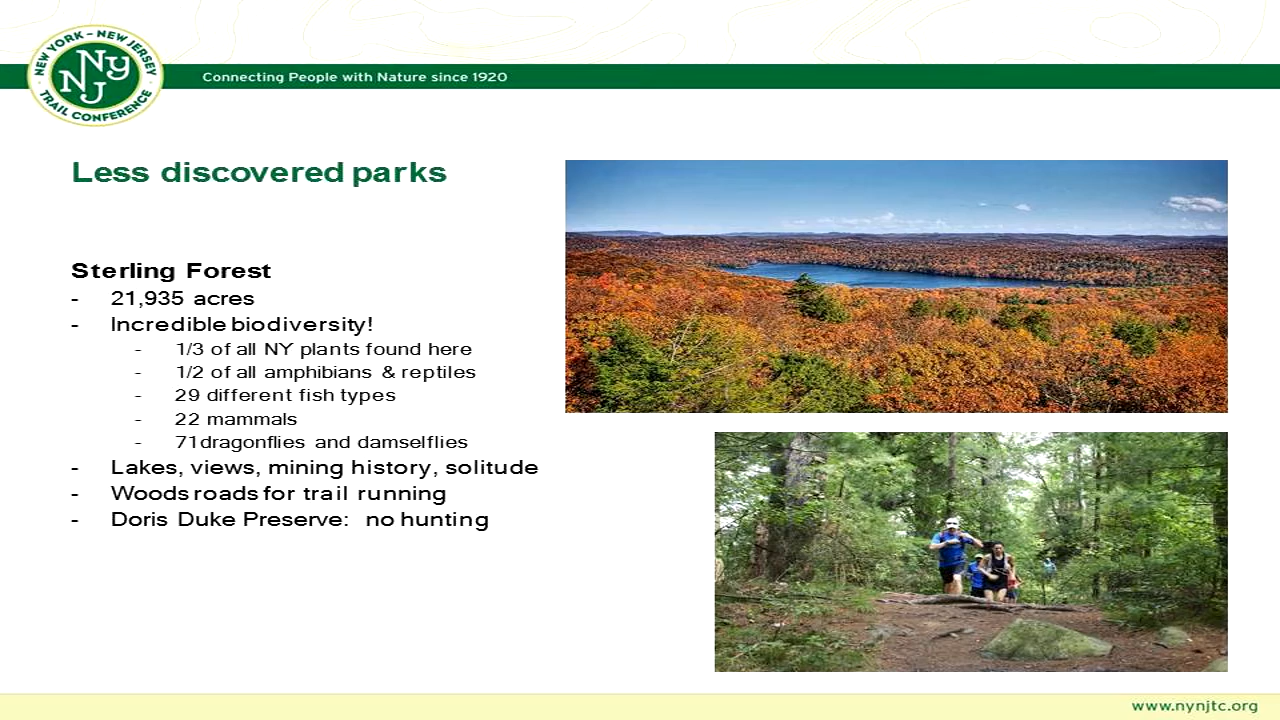 NEW YORK - NEW JERSEY
NY
NJ
TRAIL CONFERENCE
Connecting People with Nature since 1920
Less discovered parks
Sterling Forest
- 21,935 acres
- Incredible biodiversity!
- 1/3 of all NY plants found here
- 1/2 of all amphibians & reptiles
- 29 different fish types
- 22 mammals
- 71dragonflies and damselflies
- Lakes, views, mining history, solitude
- Woods roads for trail running
- Doris Duke Preserve: no hunting
www.nynjtc.org